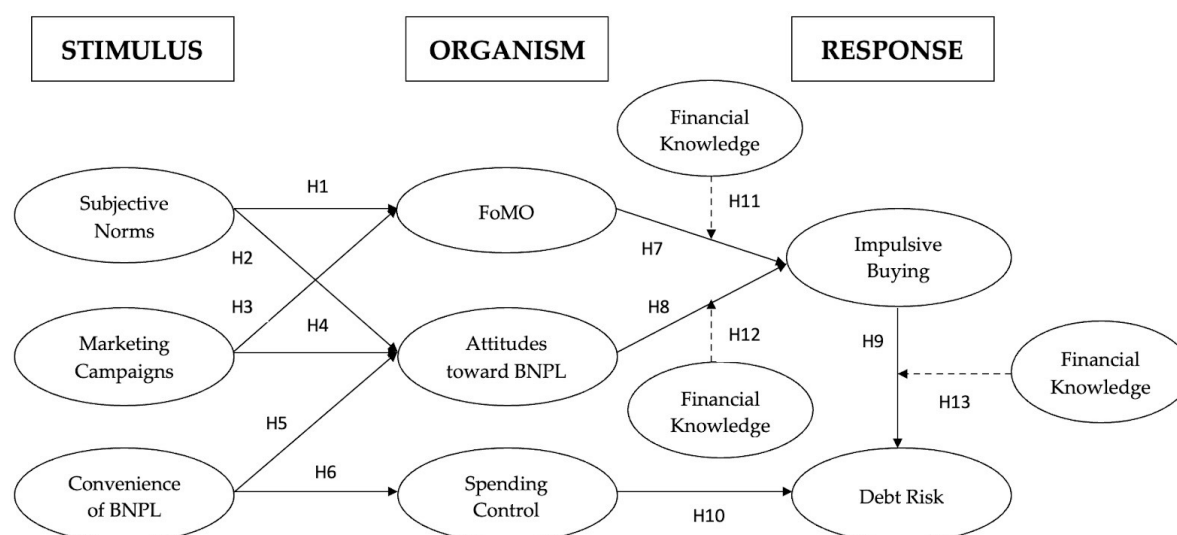 STIMULUS
ORGANISM
RESPONSE
Financial
Knowledge
Subjective
Norms
H1
FoMO
H11
H7
Impulsive
Buying
H2
H3
H4
H8
Marketing
Campaigns
Attitudes
toward BNPL
H12
H9
Financial
Knowledge
H13
Financial
Knowledge
H5
H6
Convenience
of BNPL
Spending
Control
H10
Debt Risk